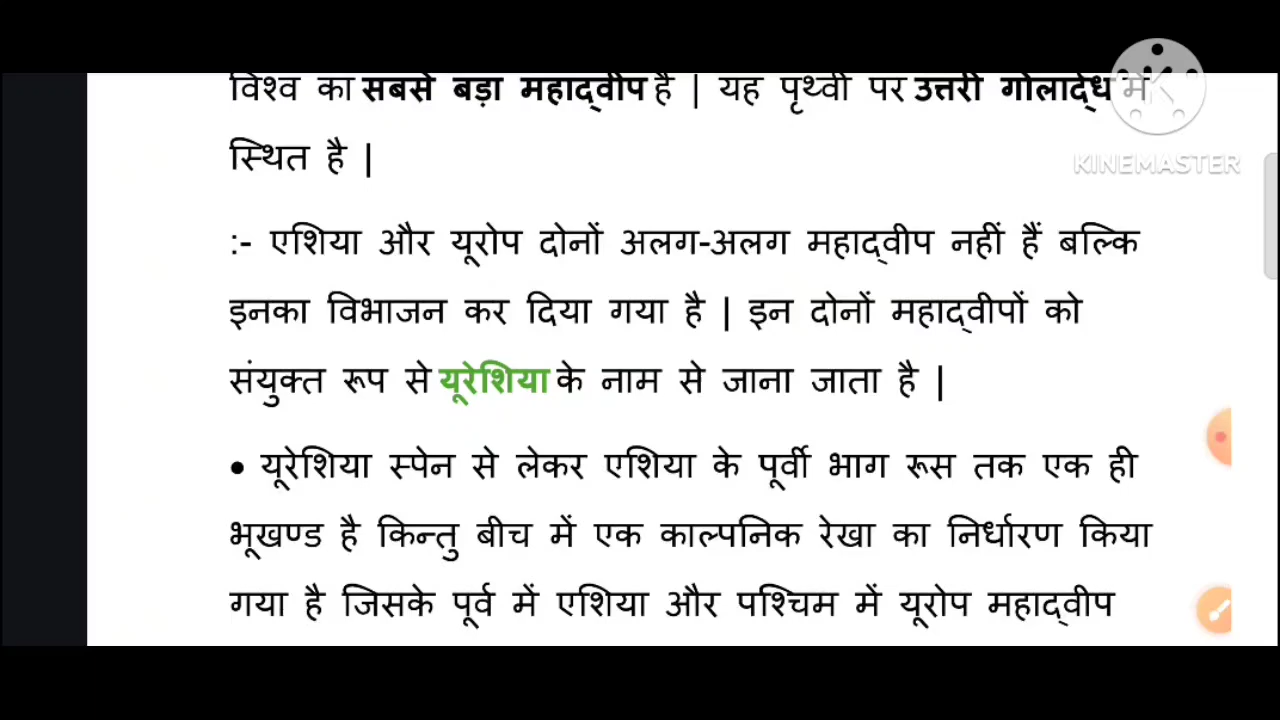 विश्व का सबसे बड़ा महाद्वीप है | यह पृथ्वी पर उत्तरी गोलार्द्ध में
KINEMASTER
स्थित है |
:- एशिया और यूरोप दोनों अलग-अलग महाद्वीप नहीं हैं बल्कि
इनका विभाजन कर दिया गया है | इन दोनों महाद्वीपों को
संयुक्त रूप से यूरेशिया के नाम से जाना जाता है |
• यूरेशिया स्पेन से लेकर एशिया के पूर्वी भाग रूस तक एक ही
भूखण्ड है किन्तु बीच में एक काल्पनिक रेखा का निर्धारण किया
गया है जिसके पूर्व में एशिया और पश्चिम में यूरोप महाद्वीप